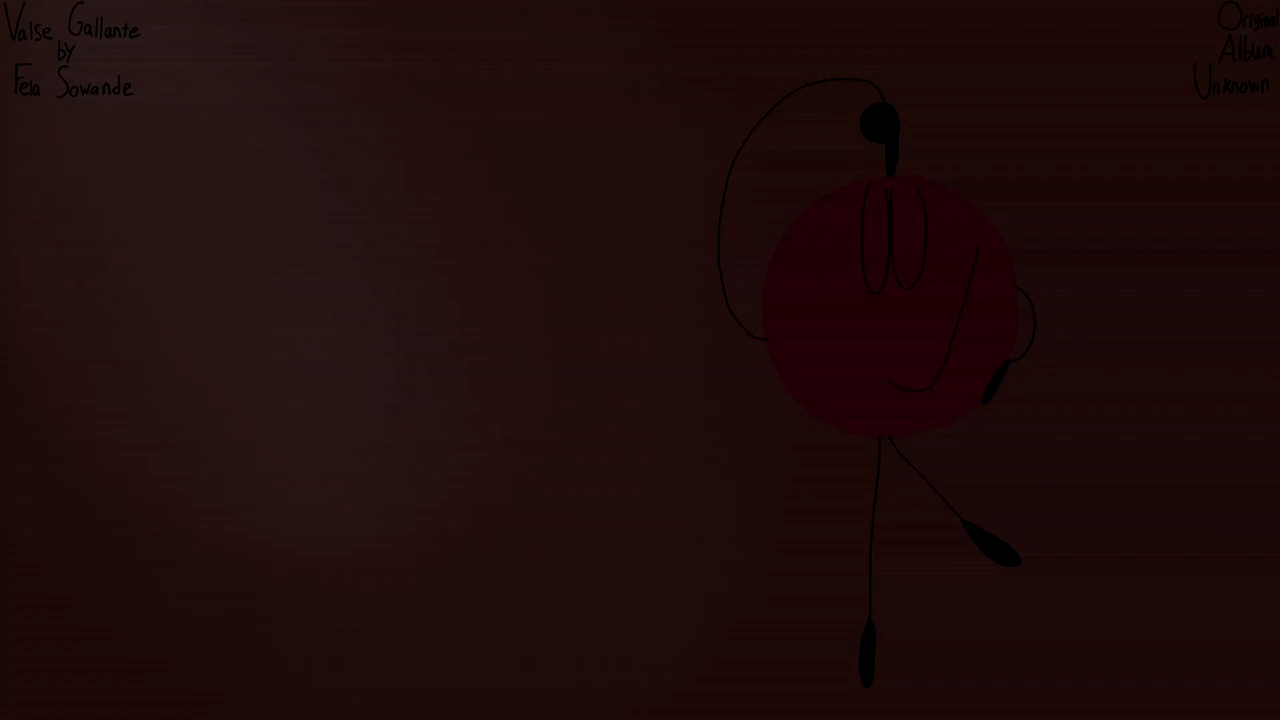 Valse Gallante
by
Fela Sowande
Original
Album:
Unknown